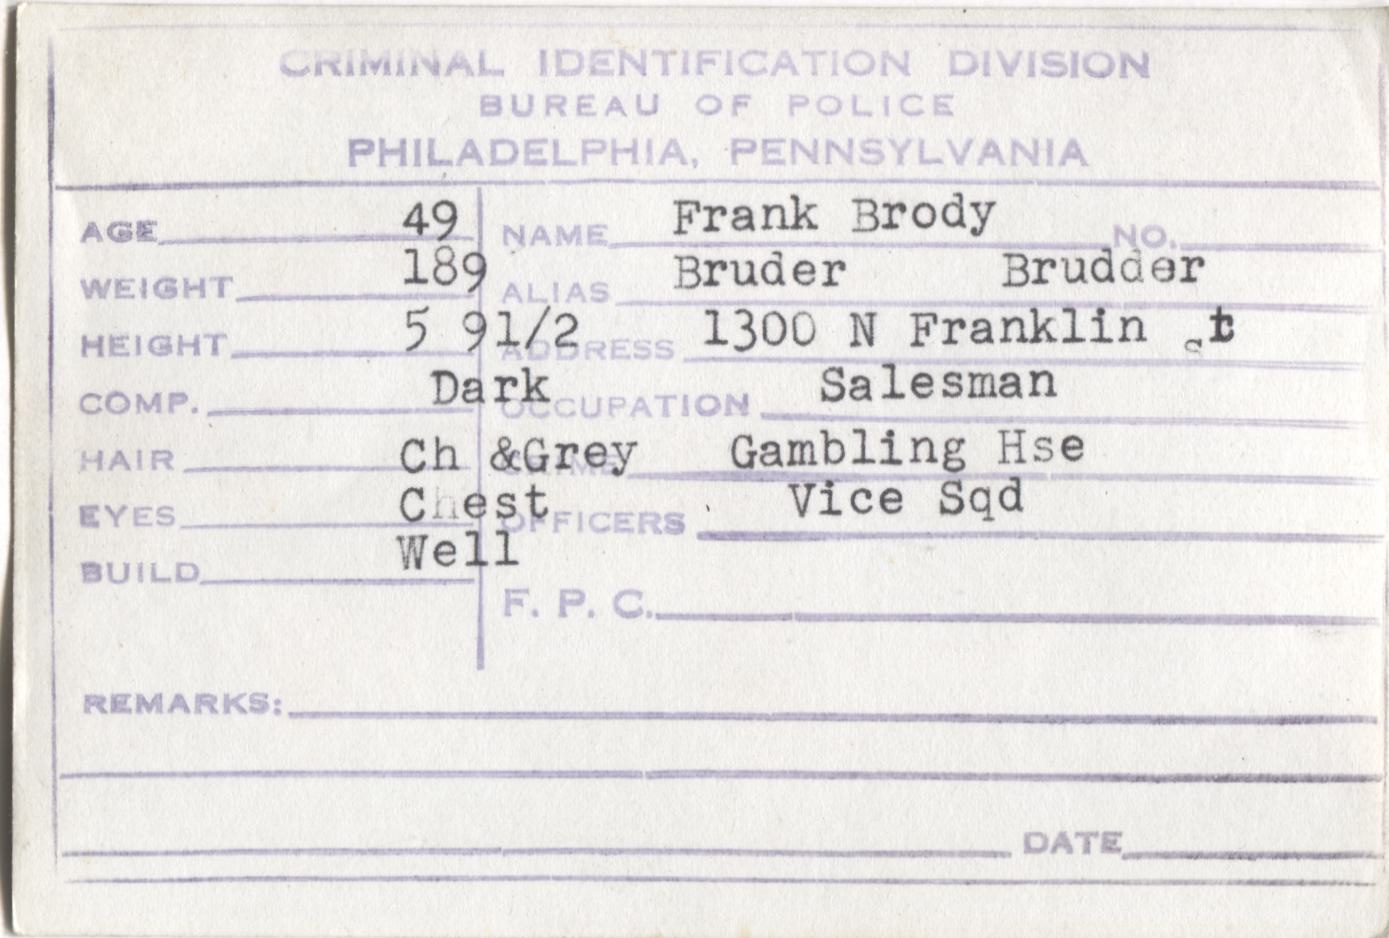 CRIMINAL IDENTIFICATION DIVISION
BUREAU OF POLICE
PHILADELPHIA, PENNSYLVANIA
AGE 49 NAME Frank Brody NO.
WEIGHT 189 ALIAS Bruder Brudder
HEIGHT 5 9 1/2 ADDRESS 1300 N Franklin st
COMP. Dark OCCUPATION Salesman
HAIR Ch &Grey CRIME Gambling Hse
EYES Chest OFFICERS Vice Sqd
BUILD Well
F. P. C.
REMARKS:
DATE